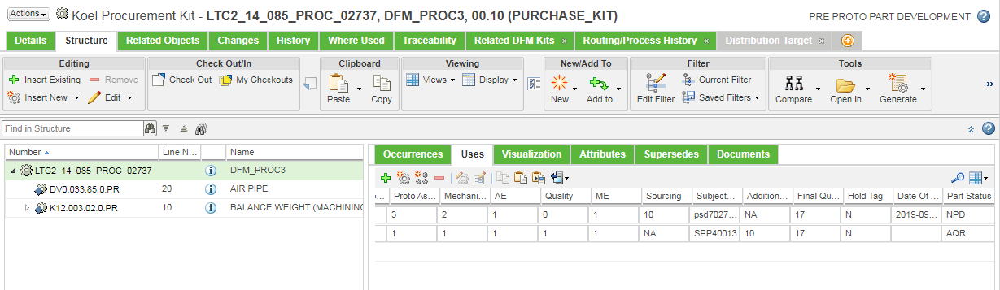 Actions Koel Procurement Kit - LTC2_14_085_PROC_02737, DFM_PROC3, 00.10 (PURCHASE_KIT) PRE PROTO PART DEVELOPMENT
Details Structure Related Objects Changes History Where Used Traceability Related DFM Kits × Routing/Process History × Distribution Target ×
Editing Check Out/In Clipboard Viewing New/Add To Filter Tools
Insert Existing Remove Check Out My Checkouts Views Display Current Filter
Insert New Edit Paste Copy New Add to Edit Filter Saved Filters Compare Open in Generate
Find in Structure
Number Line N... Name
LTC2_14_085_PROC_02737 DFM_PROC3
DV0.033.85.0.PR 20 AIR PIPE
K12.003.02.0.PR 10 BALANCE WEIGHT (MACHINING
Occurrences Uses Visualization Attributes Supersedes Documents
Proto As... Mechani... AE Quality ME Sourcing Subject... Addition... Final Qu... Hold Tag Date Of ... Part Status
3 2 1 0 1 10 psd7027... NA 17 N 2019-09... NPD
1 1 1 1 1 NA SPP40013 10 17 N AQR